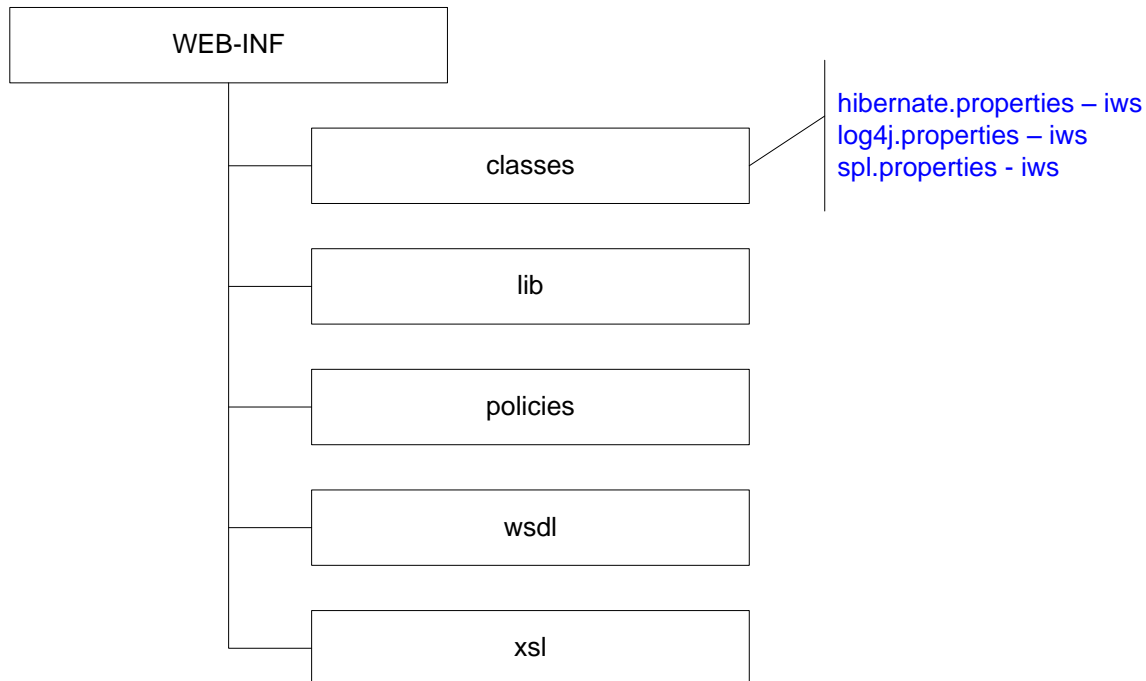 WEB-INF
classes
hibernate.properties – iws
log4j.properties – iws
spl.properties - iws
lib
policies
wsdl
xsl